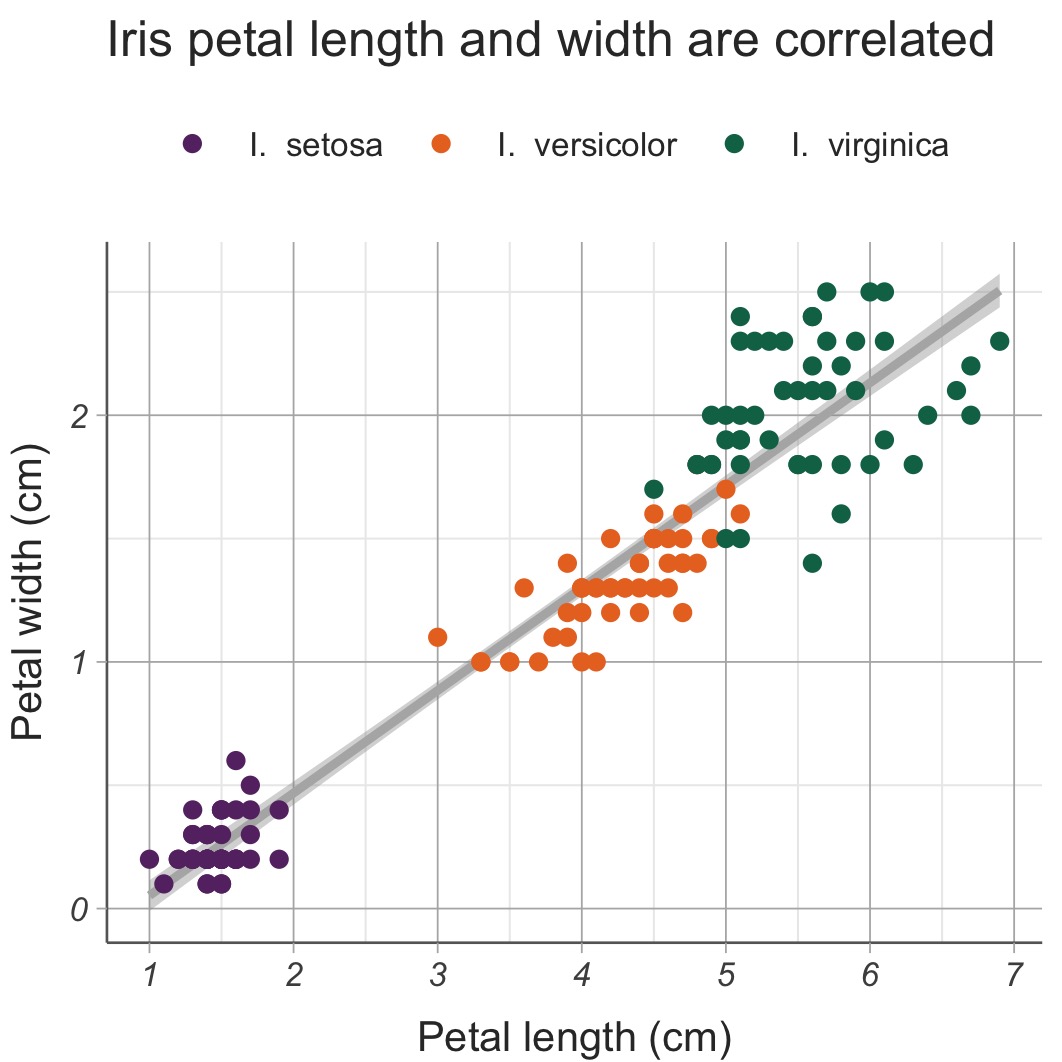 Iris petal length and width are correlated
I. setosa I. versicolor I. virginica
Petal width (cm)
2
1
0
1 2 3 4 5 6 7
Petal length (cm)